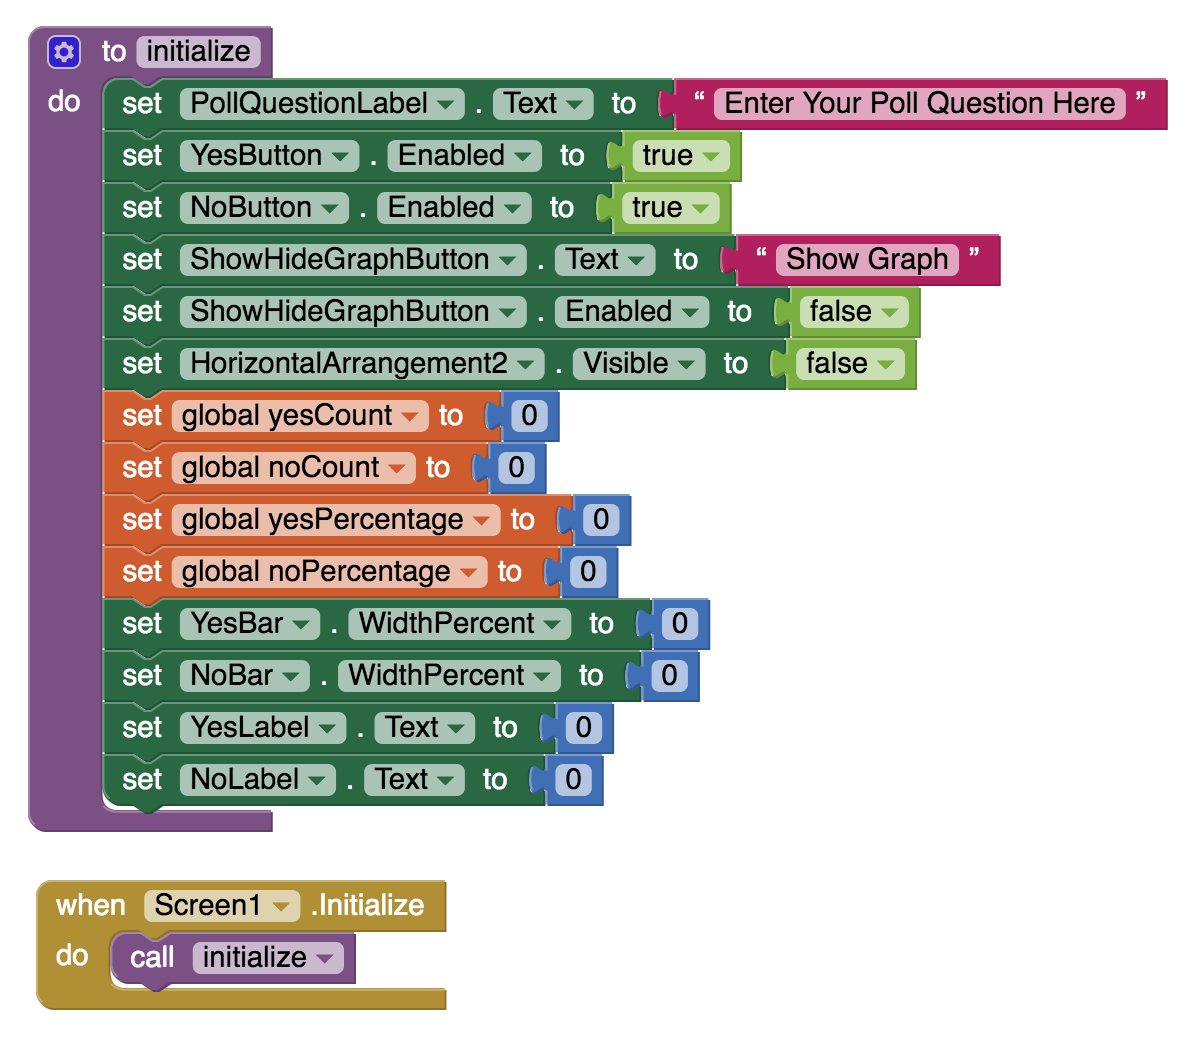 to initialize
do set PollQuestionLabel . Text to “ Enter Your Poll Question Here ”
set YesButton . Enabled to true
set NoButton . Enabled to true
set ShowHideGraphButton . Text to “ Show Graph ”
set ShowHideGraphButton . Enabled to false
set HorizontalArrangement2 . Visible to false
set global yesCount to 0
set global noCount to 0
set global yesPercentage to 0
set global noPercentage to 0
set YesBar . WidthPercent to 0
set NoBar . WidthPercent to 0
set YesLabel . Text to 0
set NoLabel . Text to 0
when Screen1 .Initialize
do call initialize